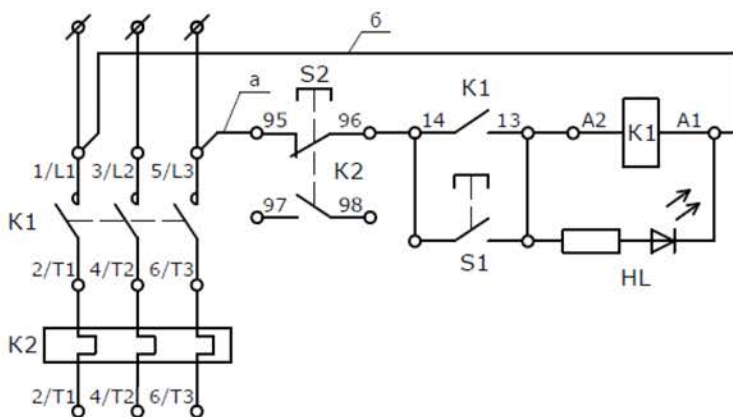 б
S2
а
K1
95
96
14
13
A2
K1
A1
1/L1
3/L2
5/L3
K2
K1
97
98
S1
2/T1
4/T2
6/T3
HL
K2
2/T1
4/T2
6/T3